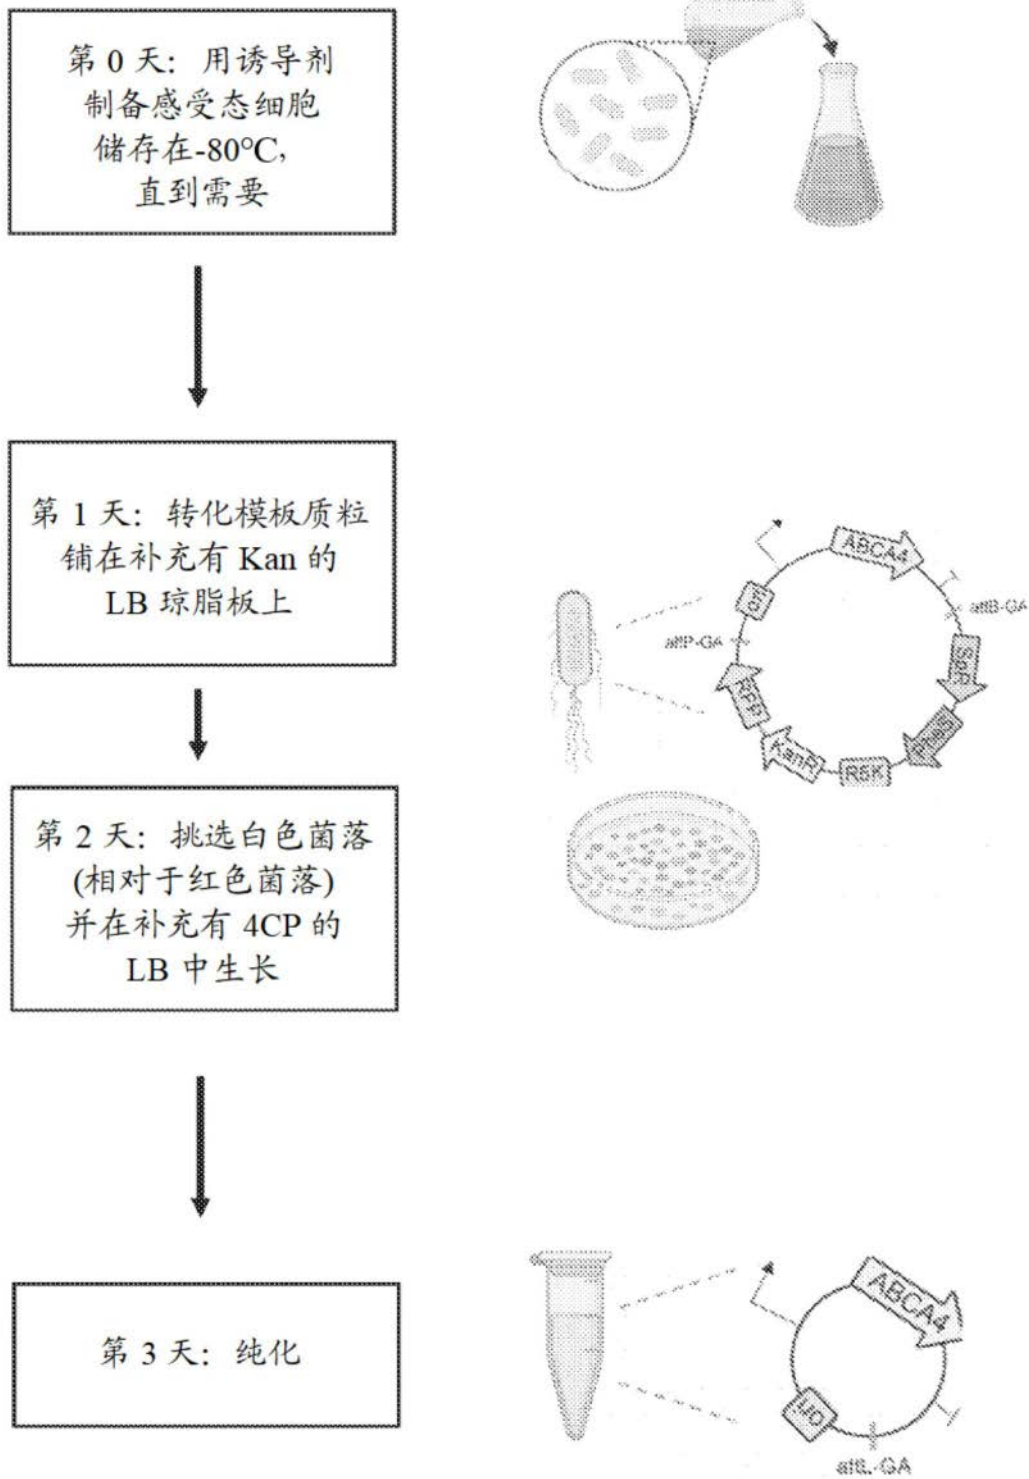 第 0 天：用诱导剂
制备感受态细胞
储存在-80℃，
直到需要
第 1 天：转化模板质粒
铺在补充有 Kan 的
LB 琼脂板上
ABCA4
attB-GA
SpR
R6K
KanR
RFP
attP-GA
ori
第 2 天：挑选白色菌落
(相对于红色菌落)
并在补充有 4CP 的
LB 中生长
第 3 天：纯化
ABCA4
ori
attL-GA